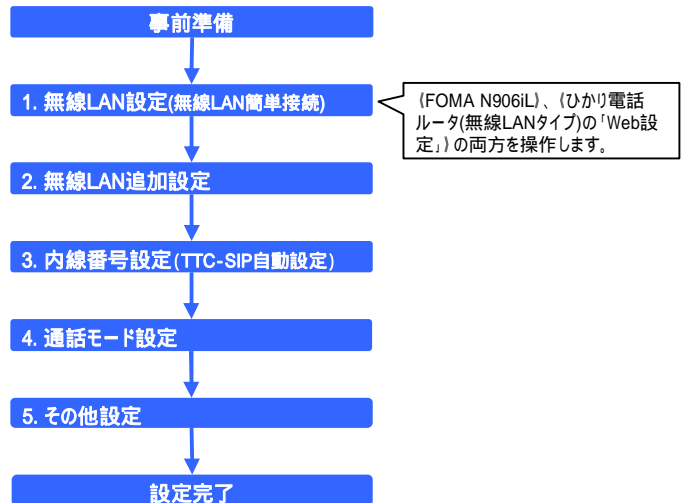 事前準備
1. 無線LAN設定(無線LAN簡単接続)
《FOMA N906iL》、《ひかり電話
ルータ(無線LANタイプ)の「Web設
定」》の両方を操作します。
2. 無線LAN追加設定
3. 内線番号設定(TTC-SIP自動設定)
4. 通話モード設定
5. その他設定
設定完了